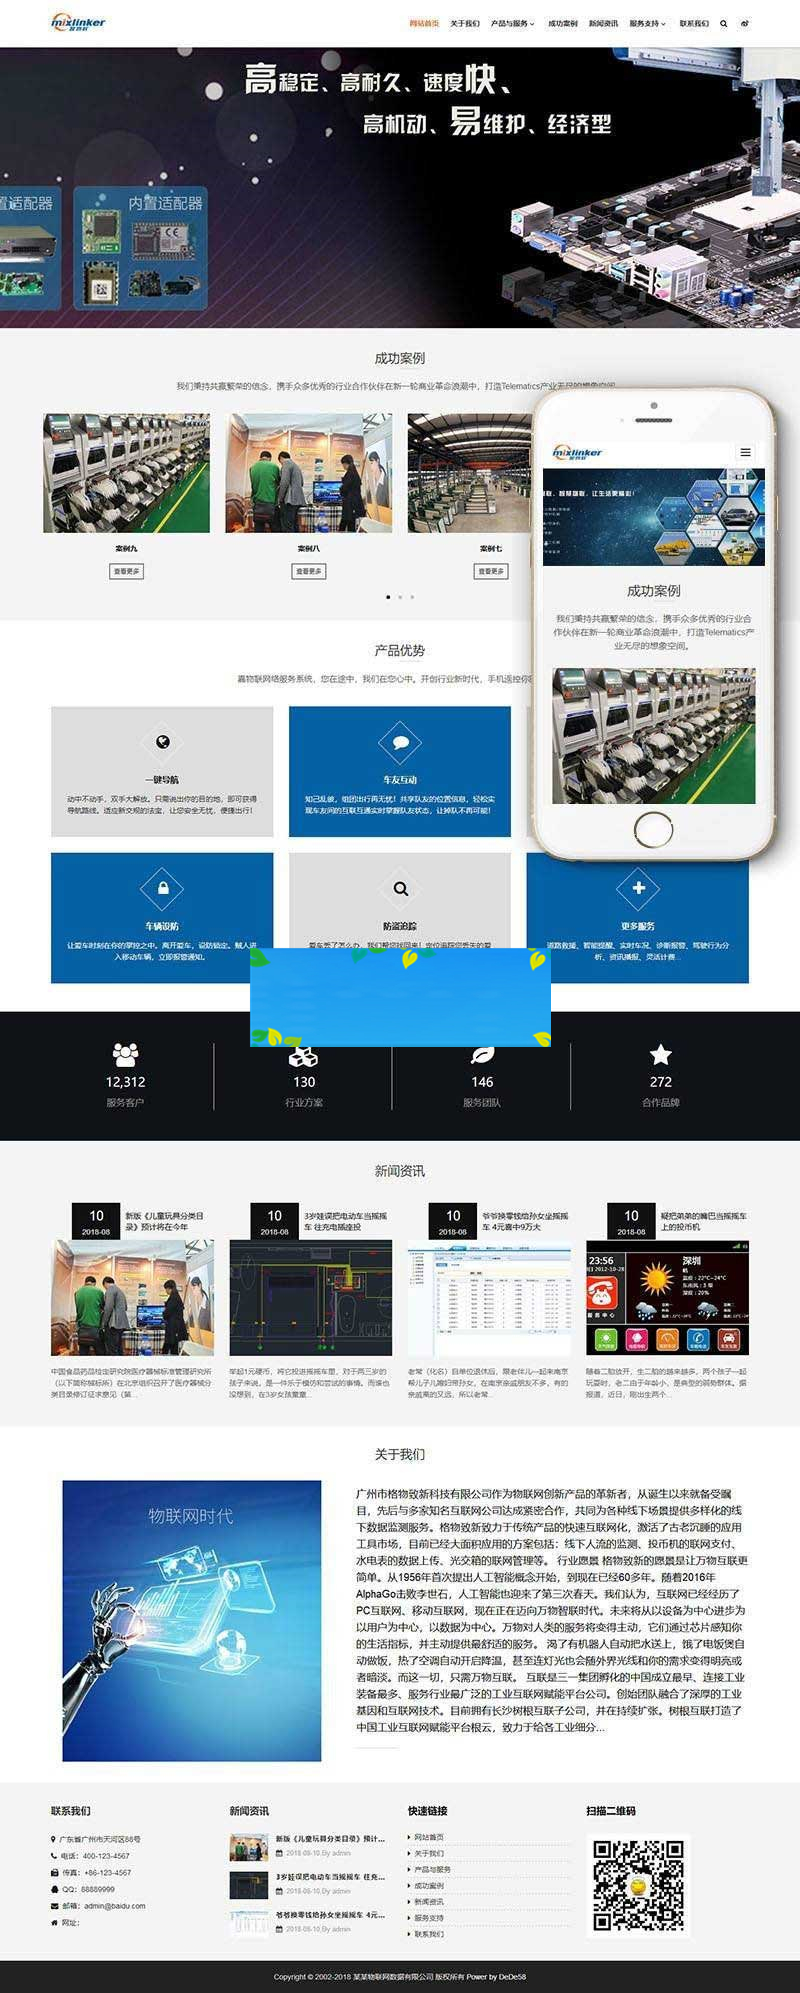 mixlinker
网站首页 关于我们 产品与服务 成功案例 新闻资讯 服务支持 联系我们
高稳定、高耐久、速度快、
高机动、易维护、经济型
置适配器 内置适配器
成功案例
我们秉持共赢繁荣的信念，携手众多优秀的行业合作伙伴在新一轮商业革命浪潮中，打造Telematics产业无尽的想象空间。
案例九 案例八 案例七
查看更多 查看更多 查看更多
mixlinker
联、智慧物联、让生活更精彩！
成功案例
我们秉持共赢繁荣的信念，携手众多优秀的行业合
作伙伴在新一轮商业革命浪潮中，打造Telematics产
业无尽的想象空间。
产品优势
嘉物联网络服务系统，您在途中，我们在您心中。开创行业新时代，手机遥控你
一键导航
动中不动手，双手大解放。只需说出你的目的地，即可获得
导航路线。适应新交规的法宝，让您安全无忧，便捷出行！
车友互动
知己乱彼，组团出行再无忧！共享队友的位置信息，轻松实
现车友间的互联互通实时掌握队友状态，让掉队不再可能！
车辆设防
让爱车时刻在你的掌控之中。离开爱车，设防锁定。贼人进
入移动车辆，立即报警通知。
防盗追踪
爱车丢了怎么办，我们帮您找回来！定位追踪您丢失的爱
更多服务
道路救援、智能提醒、实时车况、诊断报警、驾驶行为分
析、资讯播报、灵活计费...
12,312 130 146 272
服务客户 行业方案 服务团队 合作品牌
新闻资讯
10
2018-08
新版《儿童玩具分类目
录》预计将在今年
10
2018-08
3岁娃误把电动车当摇摇
车 往充电插座投
10
2018-08
爷爷换零钱给孙女坐摇摇
车 4元喜中9万大
10
2018-08
疑把弟弟的嘴巴当摇摇车
上的投币机
23:56
2012-10-28
服务中心
深圳
温度：22°C~24°C
湿度：20%
中国食品药品检定研究院医疗器械标准管理研究所
（以下简称械标所）在北京组织召开了医疗器械分
类目录修订征求意见（第...
举起1元硬币，将它投进摇摇车里，对于两三岁的
孩子来说，是一件乐于模仿和尝试的事情。而谁也
没想到，在3岁女孩童童...
老常（化名）自单位退休后，跟老伴儿一起来南京
帮儿子儿媳妇带孙女，在南京亲戚朋友不多，有的
亲戚离的又远，所以老常...
随着二胎放开，生二胎的越来越多，两个孩子一起
玩耍时，老二由于年龄小，是典型的弱势群体。据
报道，近日，刚出生两个...
关于我们
物联网时代
广州市格物致新科技有限公司作为物联网创新产品的革新者，从诞生以来就备受瞩
目，先后与多家知名互联网公司达成紧密合作，共同为各种线下场景提供多样化的线
下数据监测服务。格物致新致力于传统产品的快速互联网化，激活了古老沉睡的应用
工具市场，目前已经大面积应用的方案包括：线下人流的监测、投币机的联网支付、
水电表的数据上传、光交箱的联网管理等。 行业愿景 格物致新的愿景是让万物互联更
简单。从1956年首次提出人工智能概念开始，到现在已经60多年。随着2016年
AlphaGo击败李世石，人工智能也迎来了第三次春天。我们认为，互联网已经经历了
PC互联网、移动互联网，现在正在迈向万物智联时代。未来将从以设备为中心进步为
以用户为中心，以数据为中心。万物对人类的服务将变得主动，它们通过芯片感知你
的生活指标，并主动提供最舒适的服务。 渴了有机器人自动把水送上，饿了电饭煲自
动做饭，热了空调自动开启降温，甚至连灯光也会随外界光线和你的需求变得明亮或
者暗淡。而这一切，只需万物互联。 互联是三一集团孵化的中国成立最早、连接工业
装备最多、服务行业最广泛的工业互联网赋能平台公司。创始团队融合了深厚的工业
基因和互联网技术。目前拥有长沙树根互联子公司，并在持续扩张。树根互联打造了
中国工业互联网赋能平台根云，致力于给各工业细分...
联系我们
广东省广州市天河区88号
电话：400-123-4567
传真：+86-123-4567
QQ：88889999
邮箱：admin@baidu.com
网址：
新闻资讯
新版《儿童玩具分类目录》预计...
2018-08-10,By admin
3岁娃误把电动车当摇摇车 往充...
2018-08-10,By admin
爷爷换零钱给孙女坐摇摇车 4元...
2018-08-10,By admin
快速链接
网站首页
关于我们
产品与服务
成功案例
新闻资讯
服务支持
联系我们
扫描二维码
Copyright © 2002-2018 某某物联网数据有限公司 版权所有 Power by DeDe58